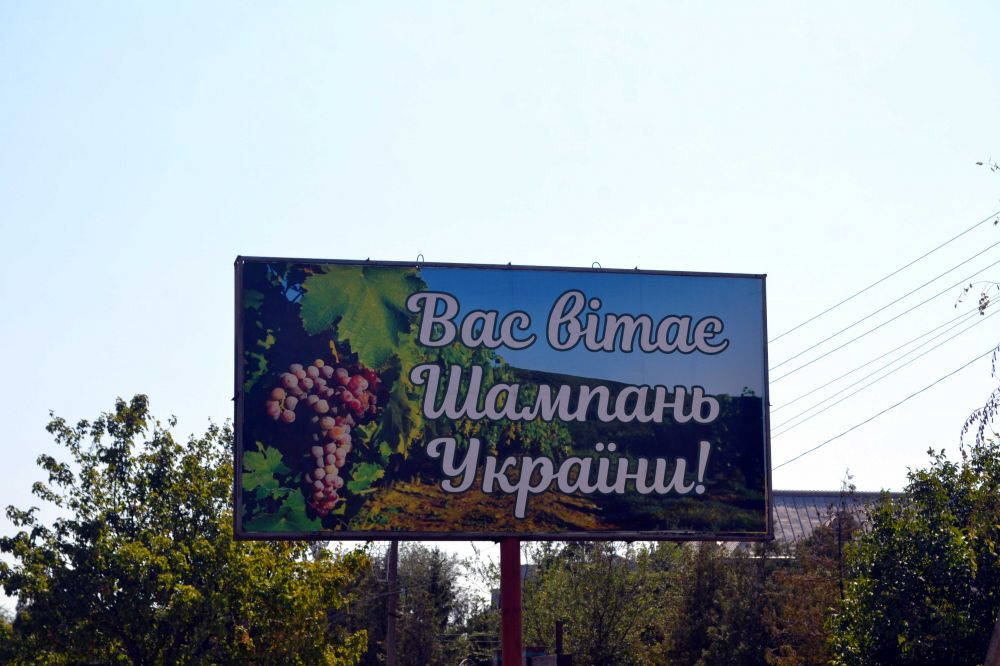 Вас вітає
Шампань
України!